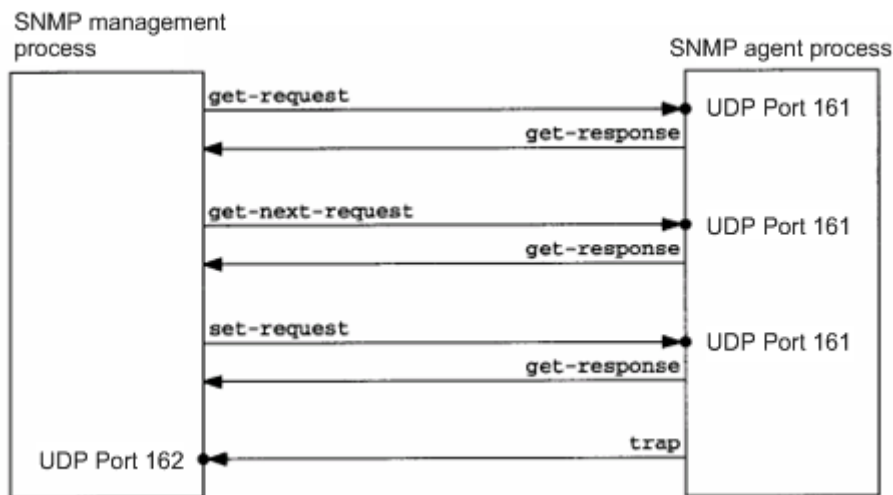 SNMP management
process
SNMP agent process
get-request
UDP Port 161
get-response
get-next-request
UDP Port 161
get-response
set-request
UDP Port 161
get-response
trap
UDP Port 162